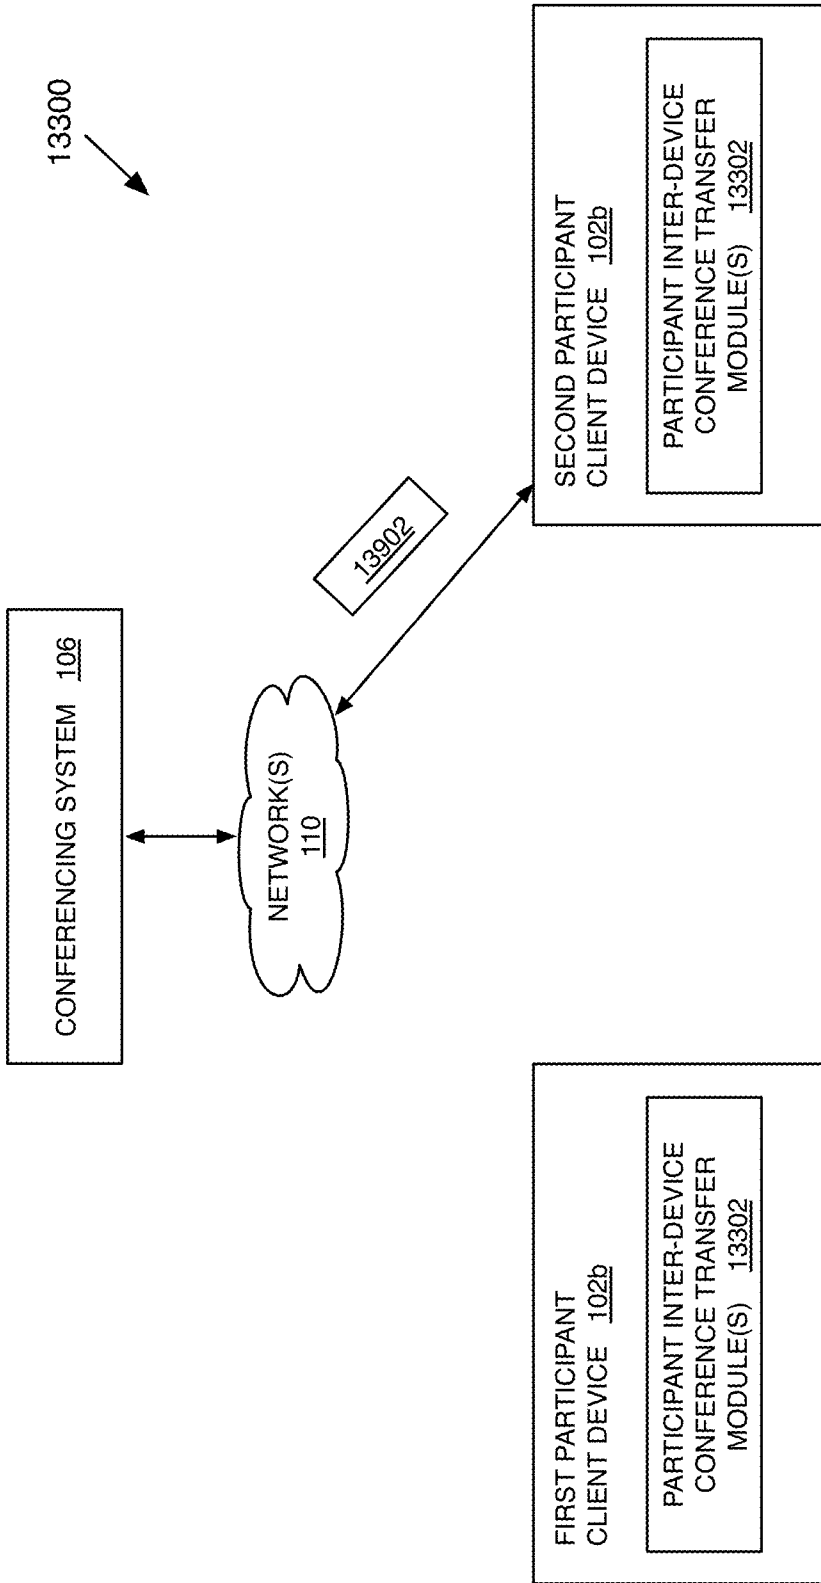 13300
CONFERENCING SYSTEM 106
NETWORK(S)
110
13902
FIRST PARTICIPANT
CLIENT DEVICE 102b
PARTICIPANT INTER-DEVICE
CONFERENCE TRANSFER
MODULE(S) 13302
SECOND PARTICIPANT
CLIENT DEVICE 102b
PARTICIPANT INTER-DEVICE
CONFERENCE TRANSFER
MODULE(S) 13302